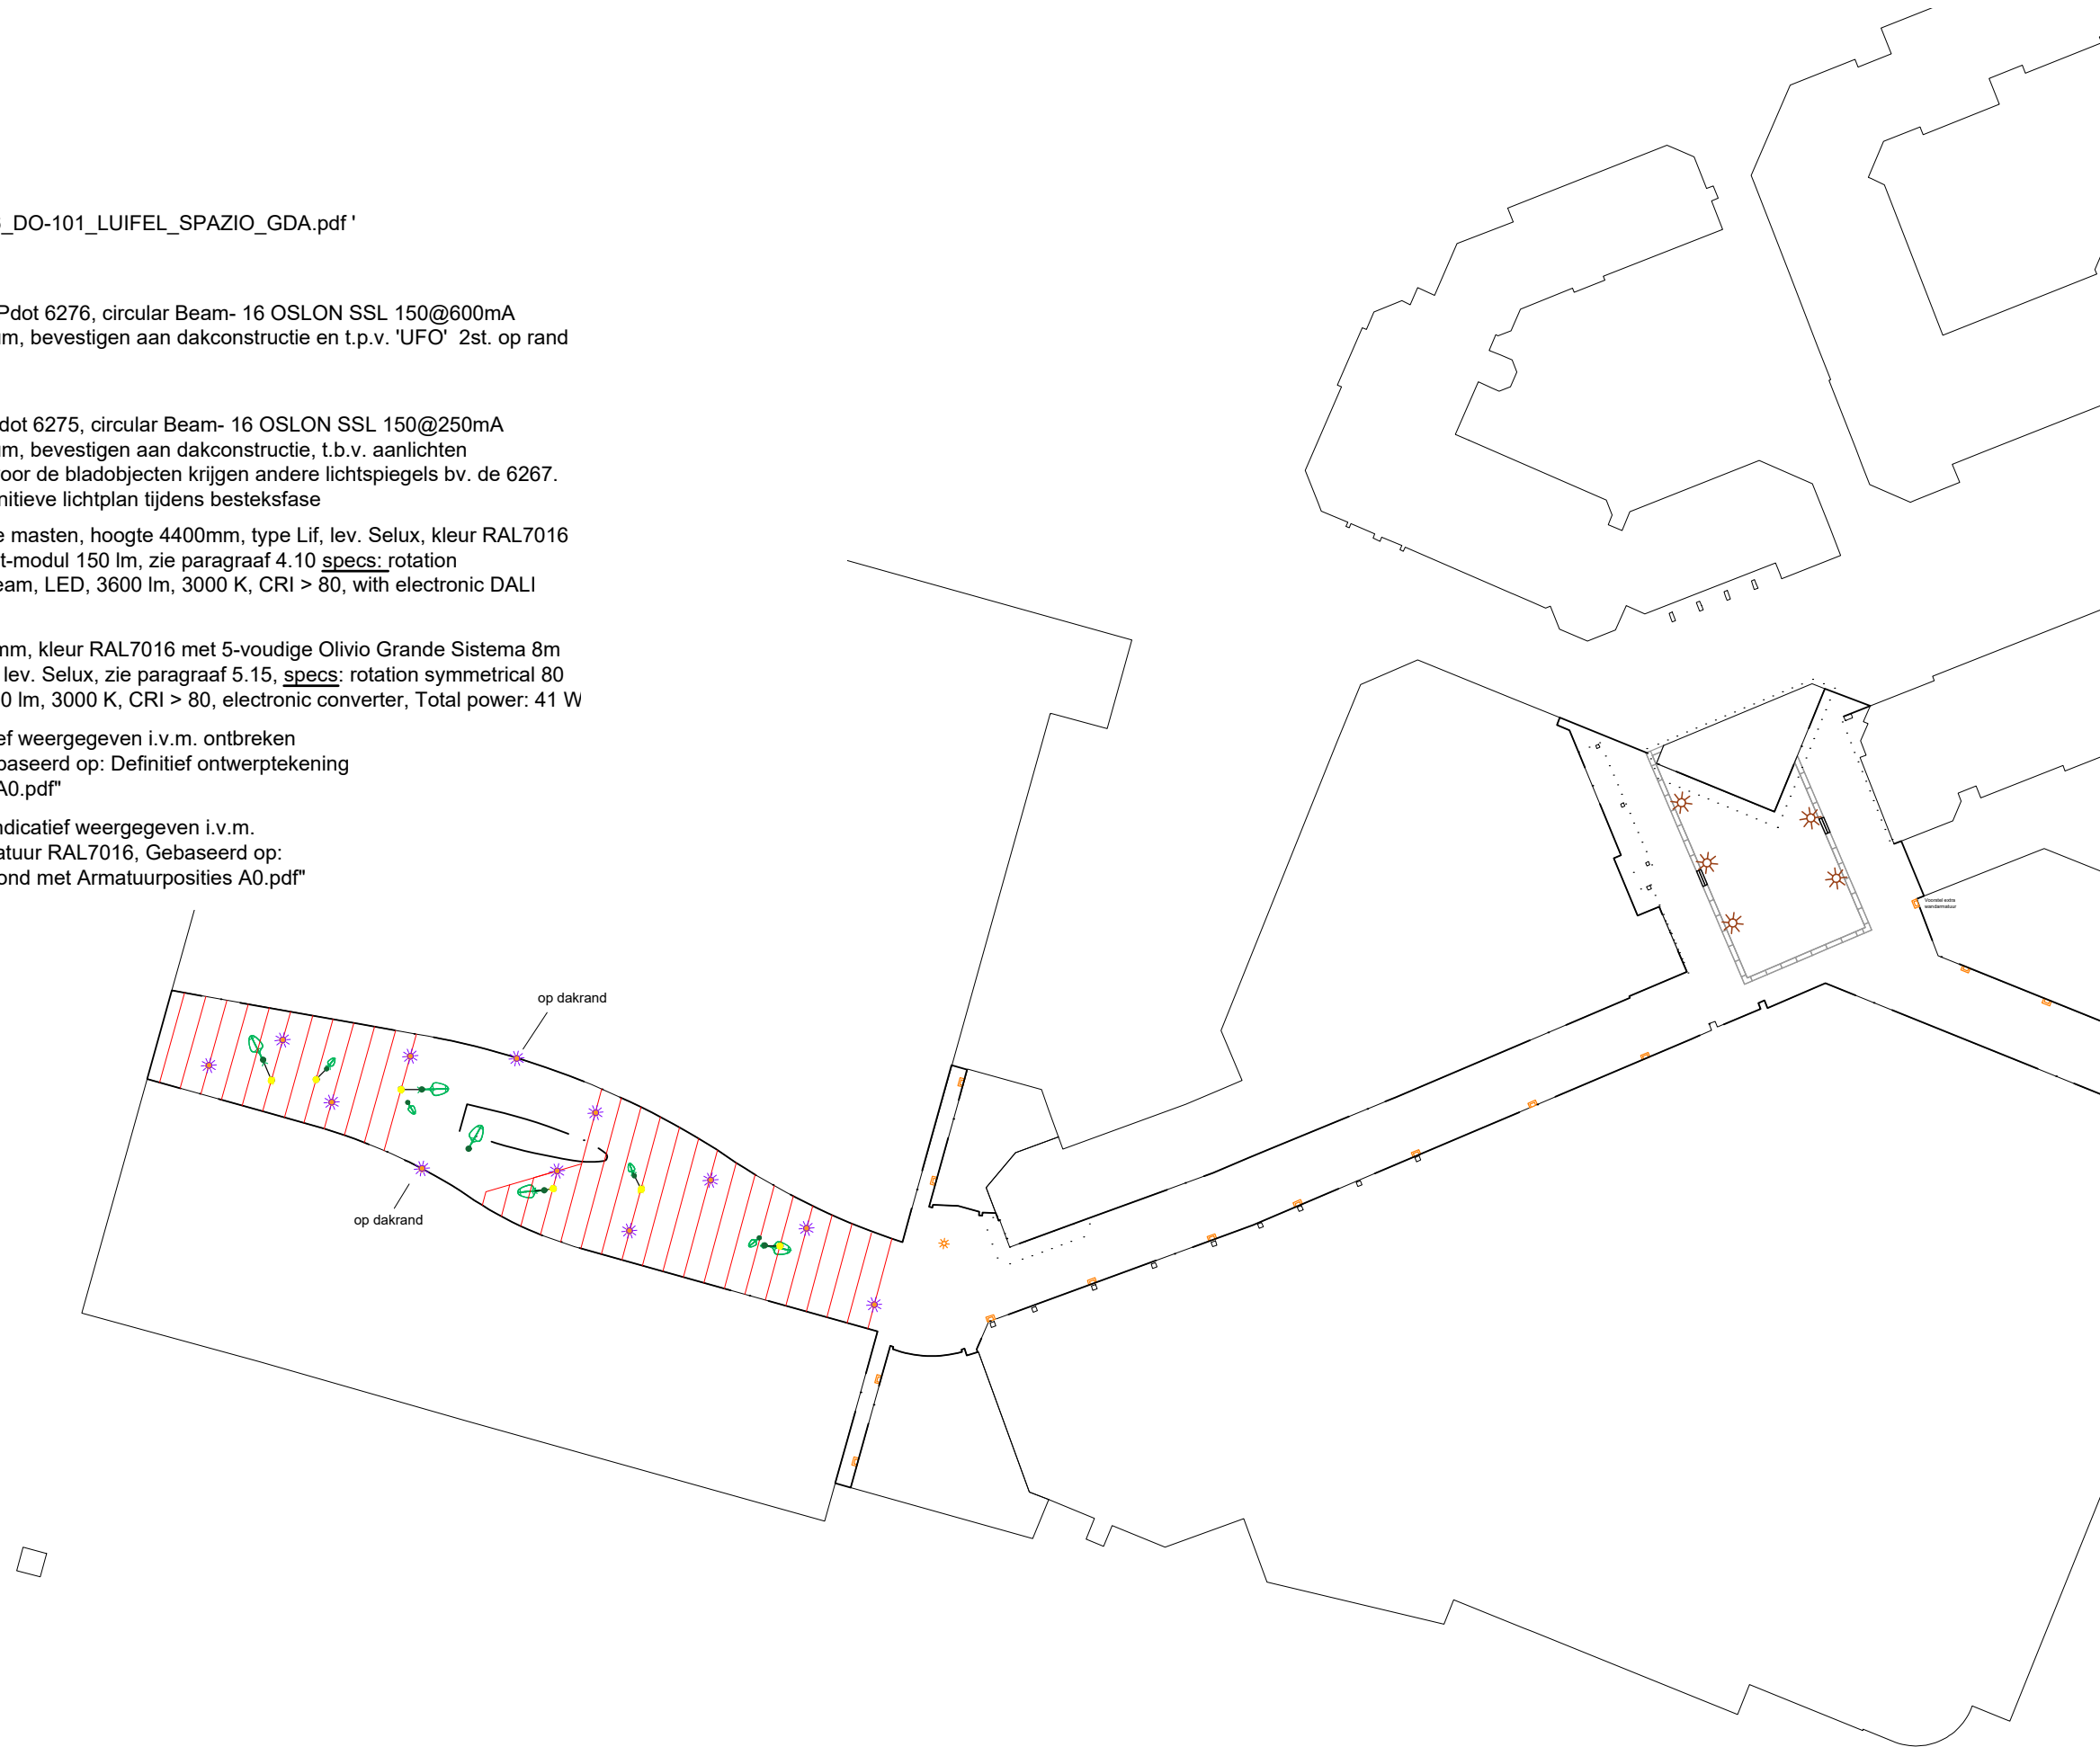 _DO-101_LUIFEL_SPAZIO_GDA.pdf '
Pdot 6276, circular Beam- 16 OSLON SSL 150@600mA
m, bevestigen aan dakconstructie en t.p.v. 'UFO' 2st. op rand
dot 6275, circular Beam- 16 OSLON SSL 150@250mA
m, bevestigen aan dakconstructie, t.b.v. aanlichten
oor de bladobjecten krijgen andere lichtspiegels bv. de 6267.
nitieve lichtplan tijdens besteksfase
e masten, hoogte 4400mm, type Lif, lev. Selux, kleur RAL7016
t-modul 150 lm, zie paragraaf 4.10 specs: rotation
eam, LED, 3600 lm, 3000 K, CRI > 80, with electronic DALI
mm, kleur RAL7016 met 5-voudige Olivio Grande Sistema 8m
lev. Selux, zie paragraaf 5.15, specs: rotation symmetrical 80
0 lm, 3000 K, CRI > 80, electronic converter, Total power: 41 W
ef weergegeven i.v.m. ontbreken
baseerd op: Definitief ontwerptekening
A0.pdf"
ndicatief weergegeven i.v.m.
atuur RAL7016, Gebaseerd op:
ond met Armatuurposities A0.pdf"
Voorstel extra
wandarmatuur
op dakrand
op dakrand